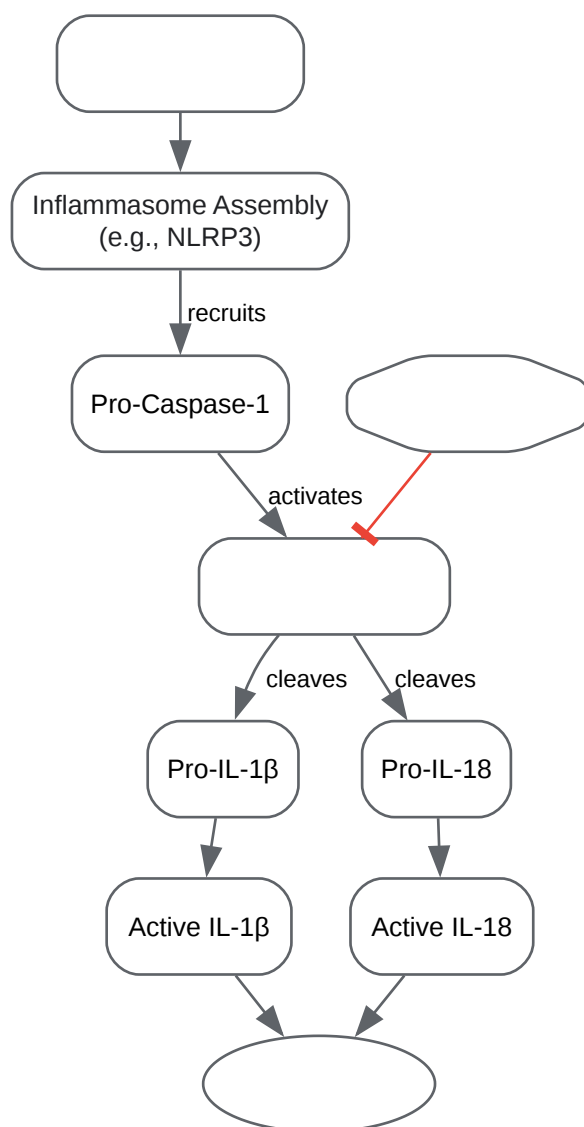 Inflammasome Assembly
(e.g., NLRP3)
recruits
Pro-Caspase-1
activates
cleaves
cleaves
Pro-IL-1β
Pro-IL-18
Active IL-1β
Active IL-18